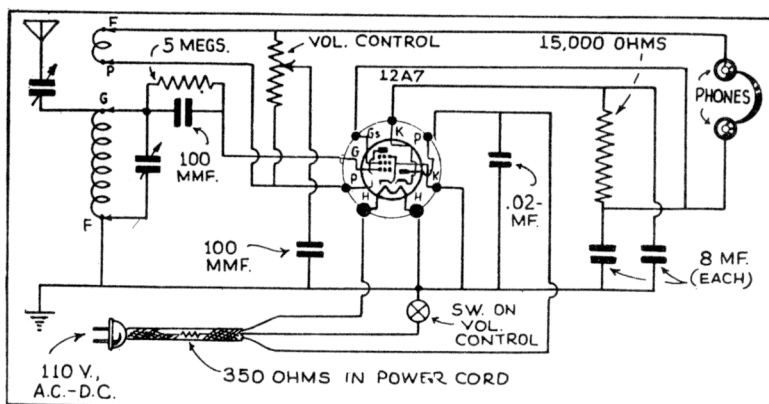 F
5 MEGS.
VOL. CONTROL
15,000 OHMS
P
12A7
PHONES
G
Gs
K
P
G
100
MMF.
P
K
H
H
.02-
MF.
F
100
MMF.
8 MF.
(EACH)
SW. ON
VOL.
CONTROL
110 V.,
A.C.-D.C.
350 OHMS IN POWER CORD